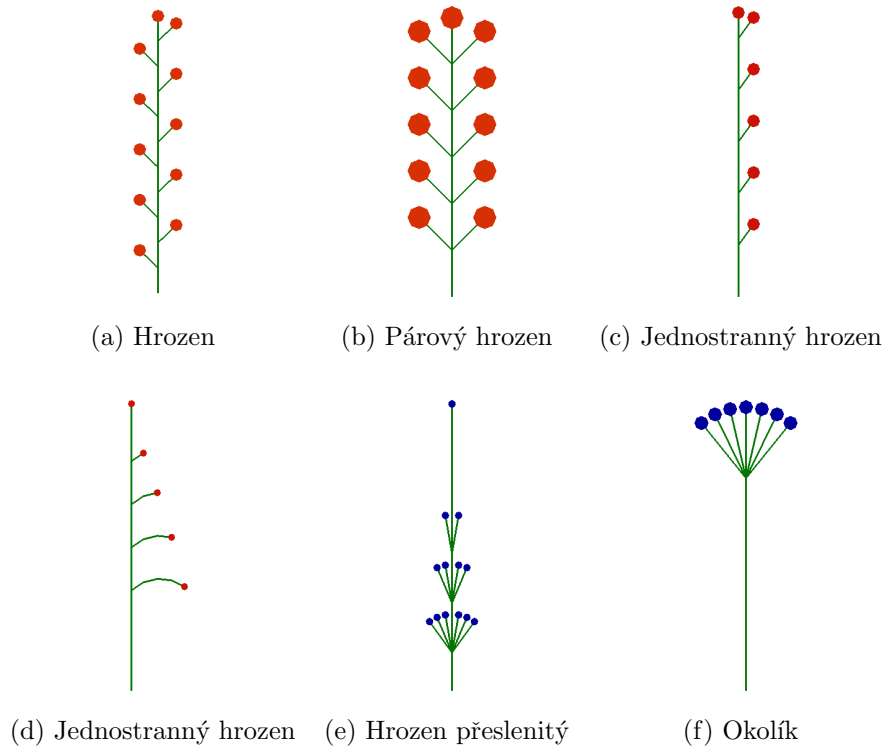 (a) Hrozen
(b) Párový hrozen
(c) Jednostranný hrozen
(d) Jednostranný hrozen
(e) Hrozen přeslenitý
(f) Okolík